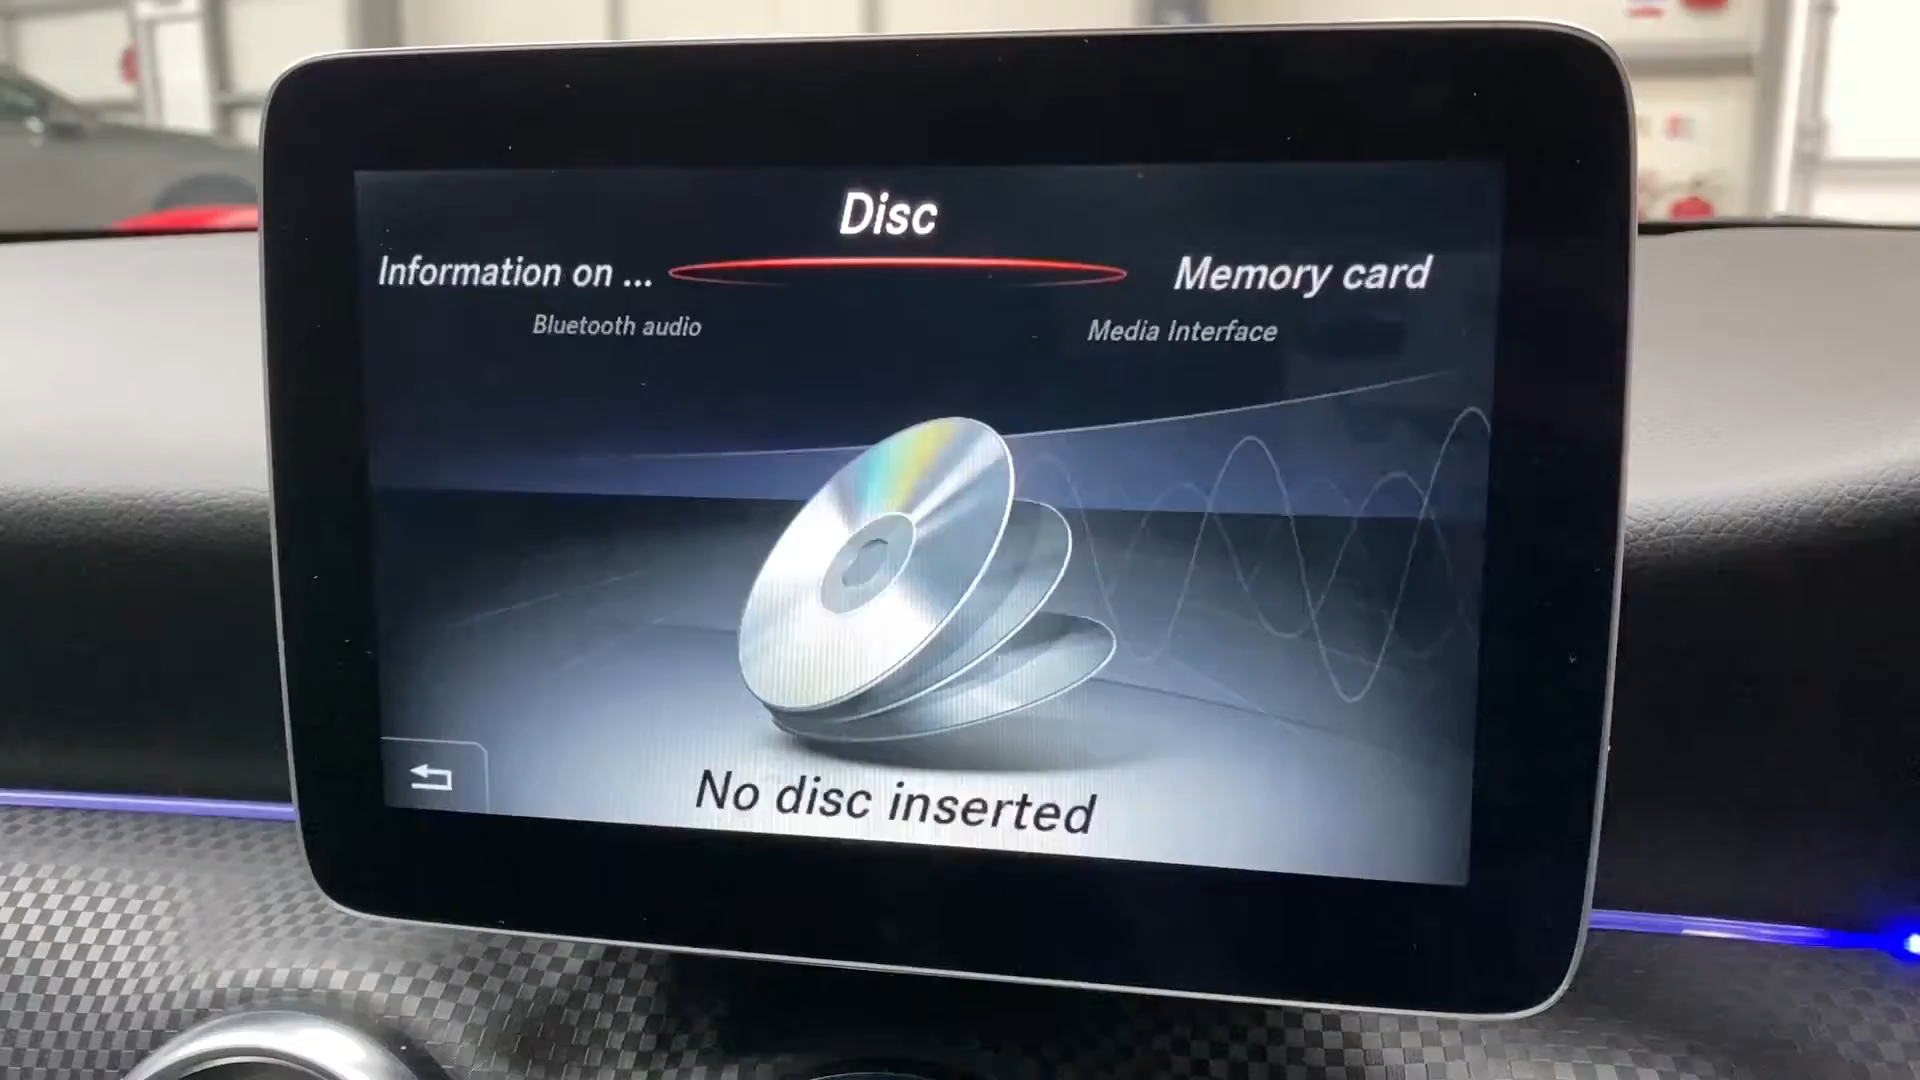 Disc
Information on ...
Memory card
Bluetooth audio
Media Interface
No disc inserted